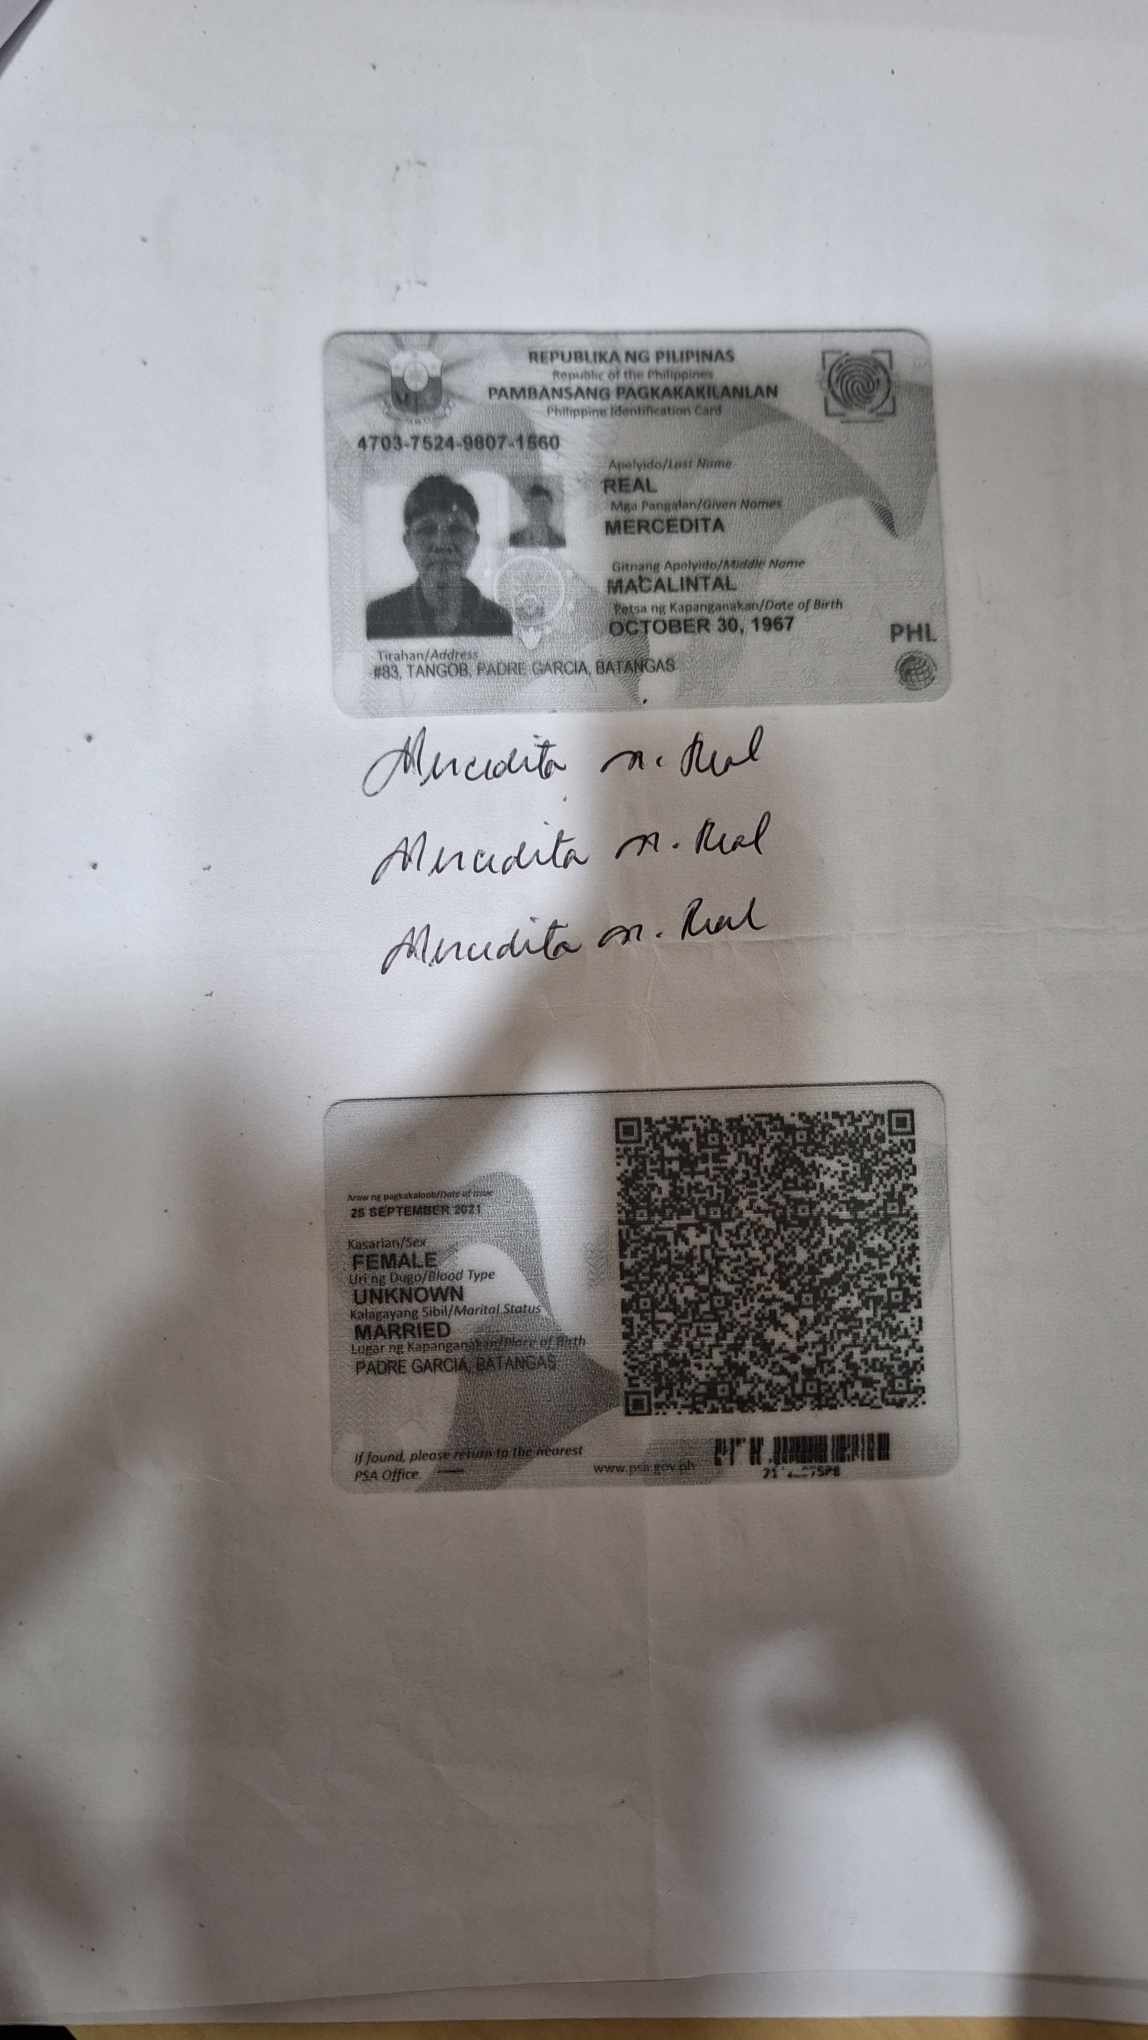 REPUBLIKA NG PILIPINAS
Republic of the Philippines
PAMBANSANG PAGKAKAKILANLAN
Philippine Identification Card
4703-7524-9807-1560
Apelyido/Last Name
REAL
Mga Pangalan/Given Names
MERCEDITA
Gitnang Apelyido/Middle Name
MACALINTAL
Petsa ng Kapanganakan/Date of Birth
OCTOBER 30, 1967
PHL
Tirahan/Address
#83, TANGOB, PADRE GARCIA, BATANGAS
Mercedita M. Real
Mercedita M. Real
Mercedita M. Real
Araw ng pagkakaloob/Date of issue
25 SEPTEMBER 2021
Kasarian/Sex
FEMALE
Uri ng Dugo/Blood Type
UNKNOWN
Kalagayang Sibil/Marital Status
MARRIED
Lugar ng Kapanganakan/Place of Birth
PADRE GARCIA, BATANGAS
If found, please return to the nearest
PSA Office.
www.psa.gov.ph